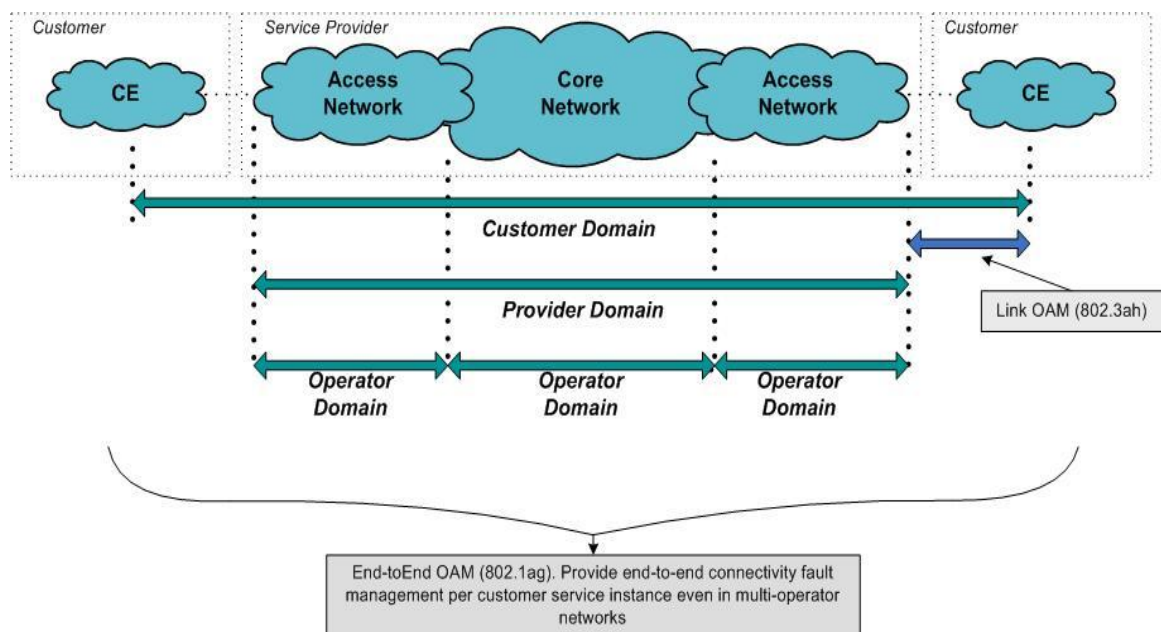 Customer
Service Provider
Customer
CE
Access
Network
Core
Network
Access
Network
CE
Customer Domain
Provider Domain
Link OAM (802.3ah)
Operator
Domain
Operator
Domain
Operator
Domain
End-toEnd OAM (802.1ag). Provide end-to-end connectivity fault
management per customer service instance even in multi-operator
networks